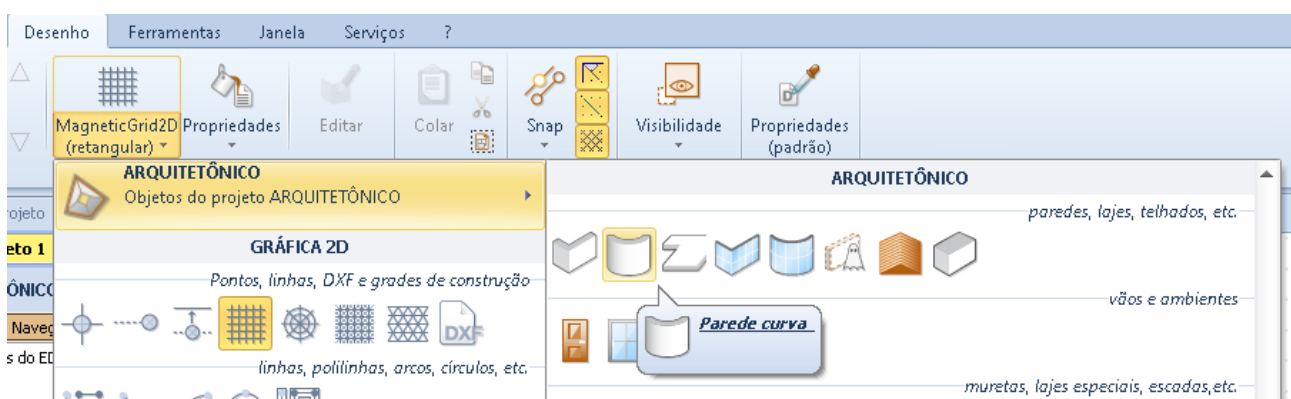 Desenho Ferramentas Janela Serviços ?
MagneticGrid2D
(retangular)
Propriedades
Editar
Colar
Snap
Visibilidade
Propriedades
(padrão)
ARQUITETÔNICO
Objetos do projeto ARQUITETÔNICO
GRÁFICA 2D
Pontos, linhas, DXF e grades de construção
DXF
linhas, polilinhas, arcos, círculos, etc.
ARQUITETÔNICO
paredes, lajes, telhados, etc.
vãos e ambientes
Parede curva
muretas, lajes especiais, escadas,etc.
rojeto
eto 1
ÔNICO
Naveg
s do ED